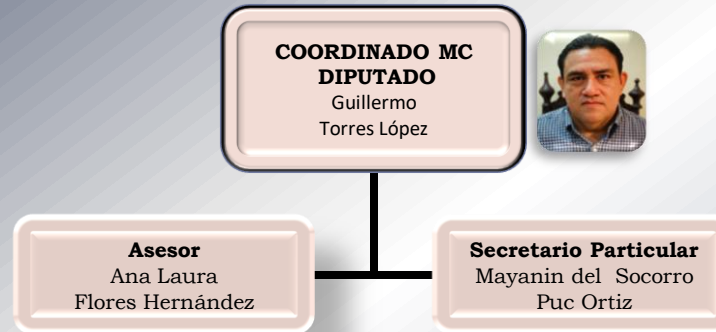 COORDINADO MC
DIPUTADO
Guillermo
Torres López
Asesor
Ana Laura
Flores Hernández
Secretario Particular
Mayanin del Socorro
Puc Ortiz